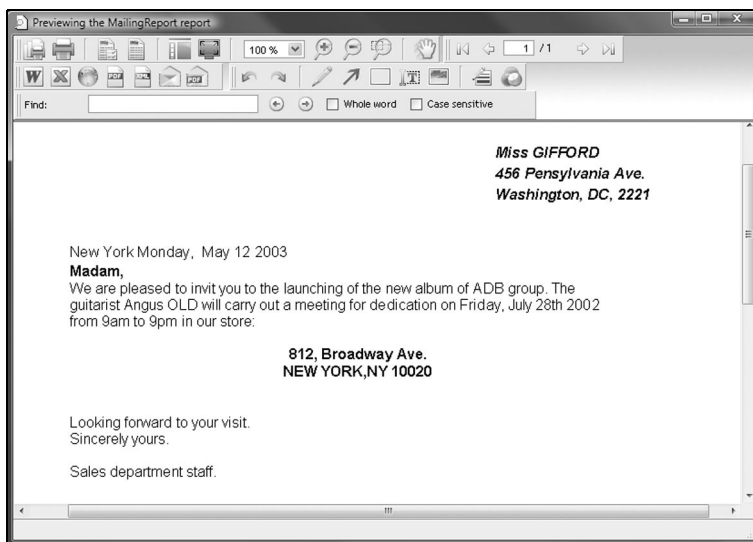 Previewing the MailingReport report
100 %
1 /1
W X PDF XML PDF
T
Find: Whole word Case sensitive
Miss GIFFORD
456 Pensylvania Ave.
Washington, DC, 2221
New York Monday, May 12 2003
Madam,
We are pleased to invit you to the launching of the new album of ADB group. The
guitarist Angus OLD will carry out a meeting for dedication on Friday, July 28th 2002
from 9am to 9pm in our store:
812, Broadway Ave.
NEW YORK,NY 10020
Looking forward to your visit.
Sincerely yours.
Sales department staff.